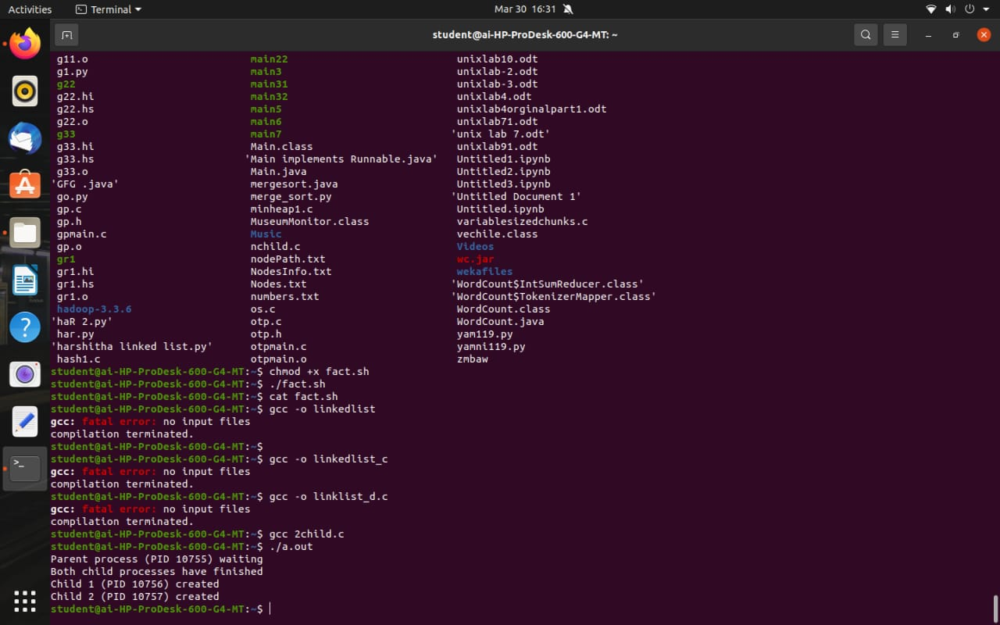 Activities Terminal Mar 30 16:31
student@ai-HP-ProDesk-600-G4-MT: ~
g11.o main22 unixlab10.odt
g1.py main3 unixlab-2.odt
g22 main31 unixlab-3.odt
g22.hi main32 unixlab4.odt
g22.hs main5 unixlab4orginalpart1.odt
g22.o main6 unixlab71.odt
g33 main7 'unix lab 7.odt'
g33.hi Main.class unixlab91.odt
g33.hs 'Main implements Runnable.java' Untitled1.ipynb
g33.o Main.java Untitled2.ipynb
'GFG .java' mergesort.java Untitled3.ipynb
go.py merge_sort.py 'Untitled Document 1'
gp.c minheap1.c Untitled.ipynb
gp.h MuseumMonitor.class variablesizedchunks.c
gpmain.c Music vechile.class
gp.o nchild.c Videos
gr1 nodePath.txt wc.jar
gr1.hi NodesInfo.txt wekafiles
gr1.hs Nodes.txt 'WordCount$IntSumReducer.class'
gr1.o numbers.txt 'WordCount$TokenizerMapper.class'
hadoop-3.3.6 os.c WordCount.class
'haR 2.py' otp.c WordCount.java
har.py otp.h yam119.py
'harshitha linked list.py' otpmain.c yamni119.py
hash1.c otpmain.o zmbaw
student@ai-HP-ProDesk-600-G4-MT:~$ chmod +x fact.sh
student@ai-HP-ProDesk-600-G4-MT:~$ ./fact.sh
student@ai-HP-ProDesk-600-G4-MT:~$ cat fact.sh
student@ai-HP-ProDesk-600-G4-MT:~$ gcc -o linkedlist
gcc: fatal error: no input files
compilation terminated.
student@ai-HP-ProDesk-600-G4-MT:~$
student@ai-HP-ProDesk-600-G4-MT:~$ gcc -o linkedlist_c
gcc: fatal error: no input files
compilation terminated.
student@ai-HP-ProDesk-600-G4-MT:~$ gcc -o linklist_d.c
gcc: fatal error: no input files
compilation terminated.
student@ai-HP-ProDesk-600-G4-MT:~$ gcc 2child.c
student@ai-HP-ProDesk-600-G4-MT:~$ ./a.out
Parent process (PID 10755) waiting
Both child processes have finished
Child 1 (PID 10756) created
Child 2 (PID 10757) created
student@ai-HP-ProDesk-600-G4-MT:~$